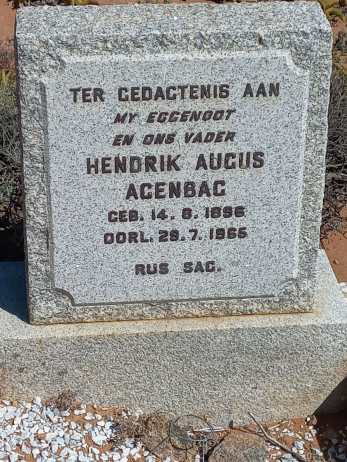 TER GEDAGTENIS AAN
MY EGGENOOT
EN ONS VADER
HENDRIK AUGUS
AGENBAG
GEB. 14. 8. 1896
OORL. 29. 7. 1965
RUS SAG.